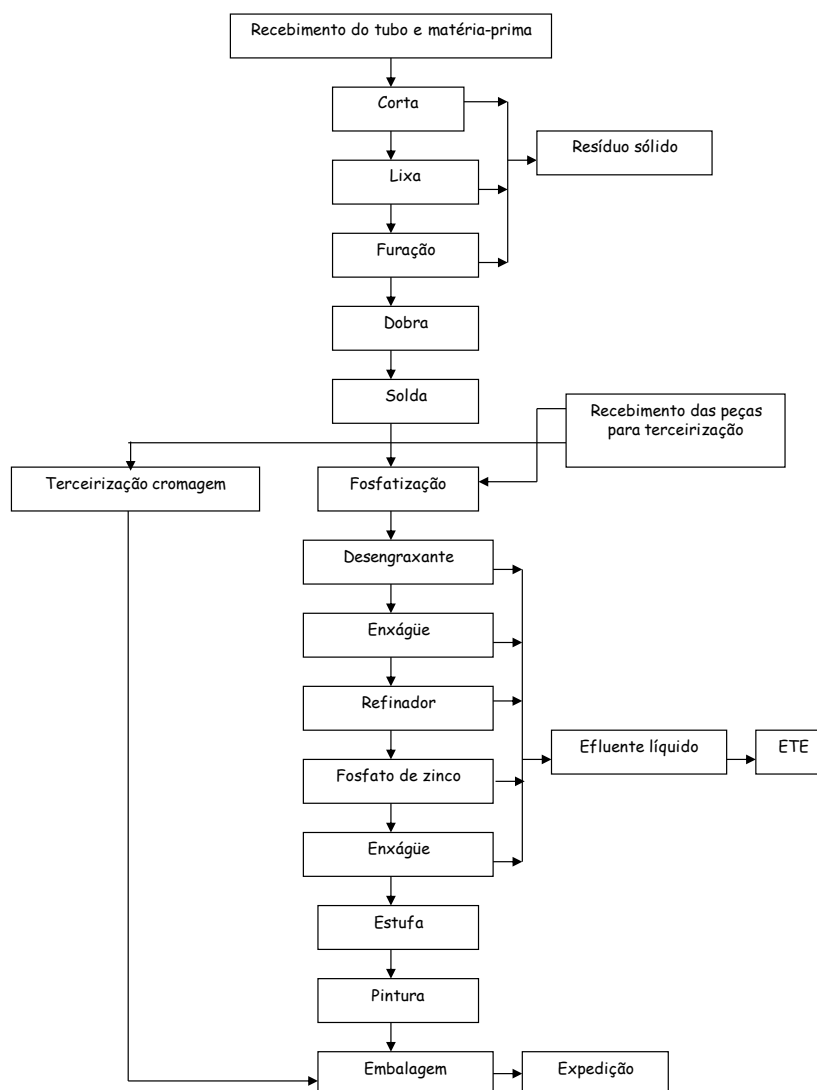 Recebimento do tubo e matéria-prima
Corta
Resíduo sólido
Lixa
Furação
Dobra
Solda
Recebimento das peças
para terceirização
Terceirização cromagem
Fosfatização
Desengraxante
Enxágüe
Refinador
Efluente líquido
ETE
Fosfato de zinco
Enxágüe
Estufa
Pintura
Embalagem
Expedição